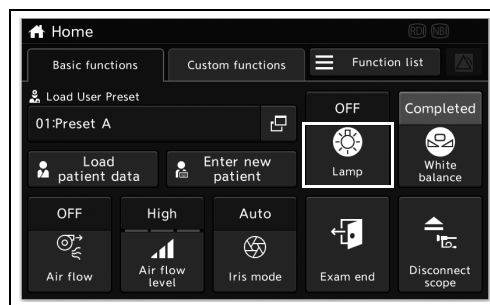 Home
RDI NBI
Basic functions
Custom functions
Function list
Load User Preset
01:Preset A
OFF
Lamp
Completed
White
balance
Load
patient data
Enter new
patient
OFF
Air flow
High
Air flow
level
Auto
Iris mode
Exam end
Disconnect
scope